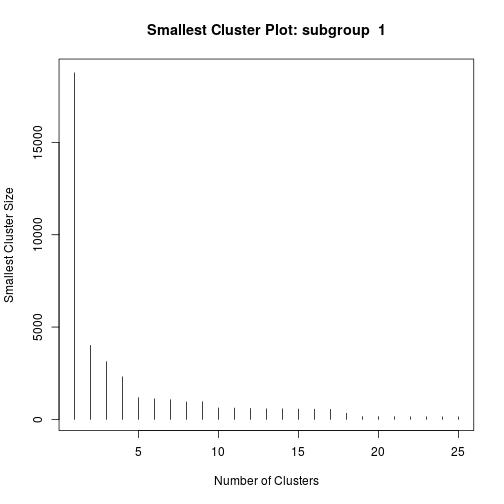 Smallest Cluster Plot: subgroup  1
Smallest Cluster Size
15000
10000
5000
0
5 10 15 20 25
Number of Clusters